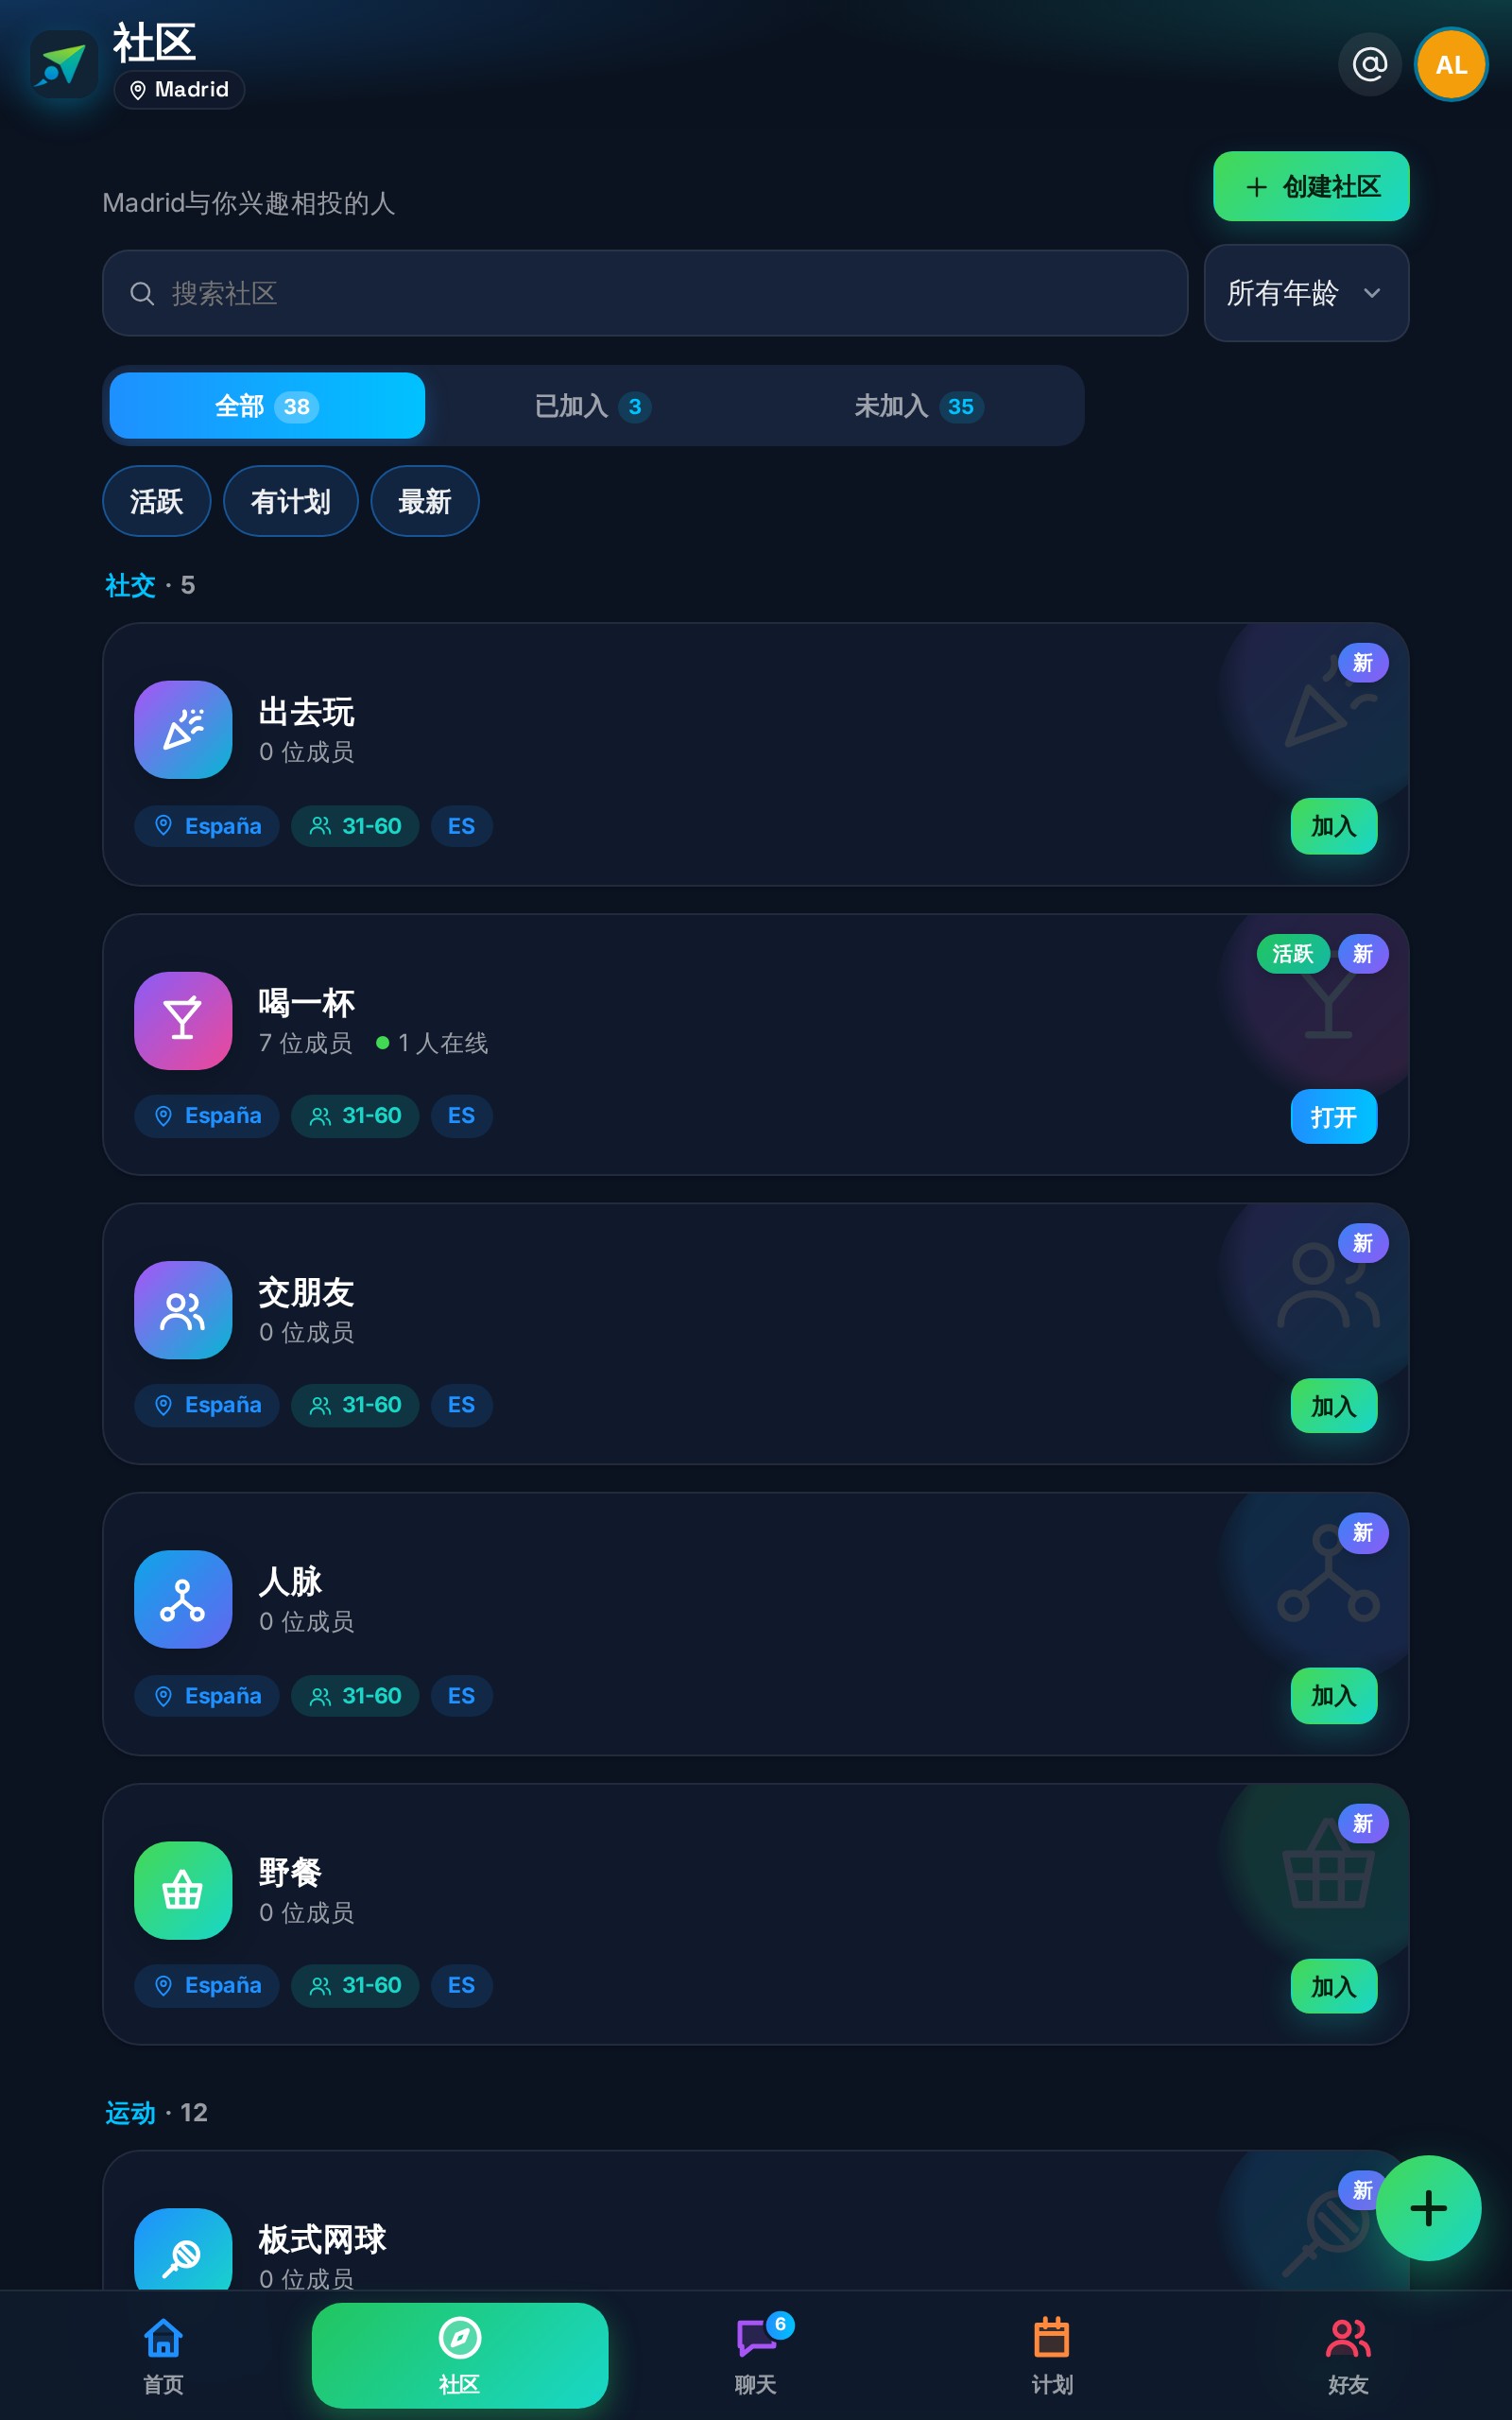 社区
Madrid
AL
Madrid与你兴趣相投的人
创建社区
搜索社区
所有年龄
全部 38
已加入 3
未加入 35
活跃
有计划
最新
社交 · 5
新
出去玩
0 位成员
España
31-60
ES
加入
活跃
新
喝一杯
7 位成员
1 人在线
España
31-60
ES
打开
新
交朋友
0 位成员
España
31-60
ES
加入
新
人脉
0 位成员
España
31-60
ES
加入
新
野餐
0 位成员
España
31-60
ES
加入
运动 · 12
新
板式网球
0 位成员
首页
社区
聊天
6
计划
好友